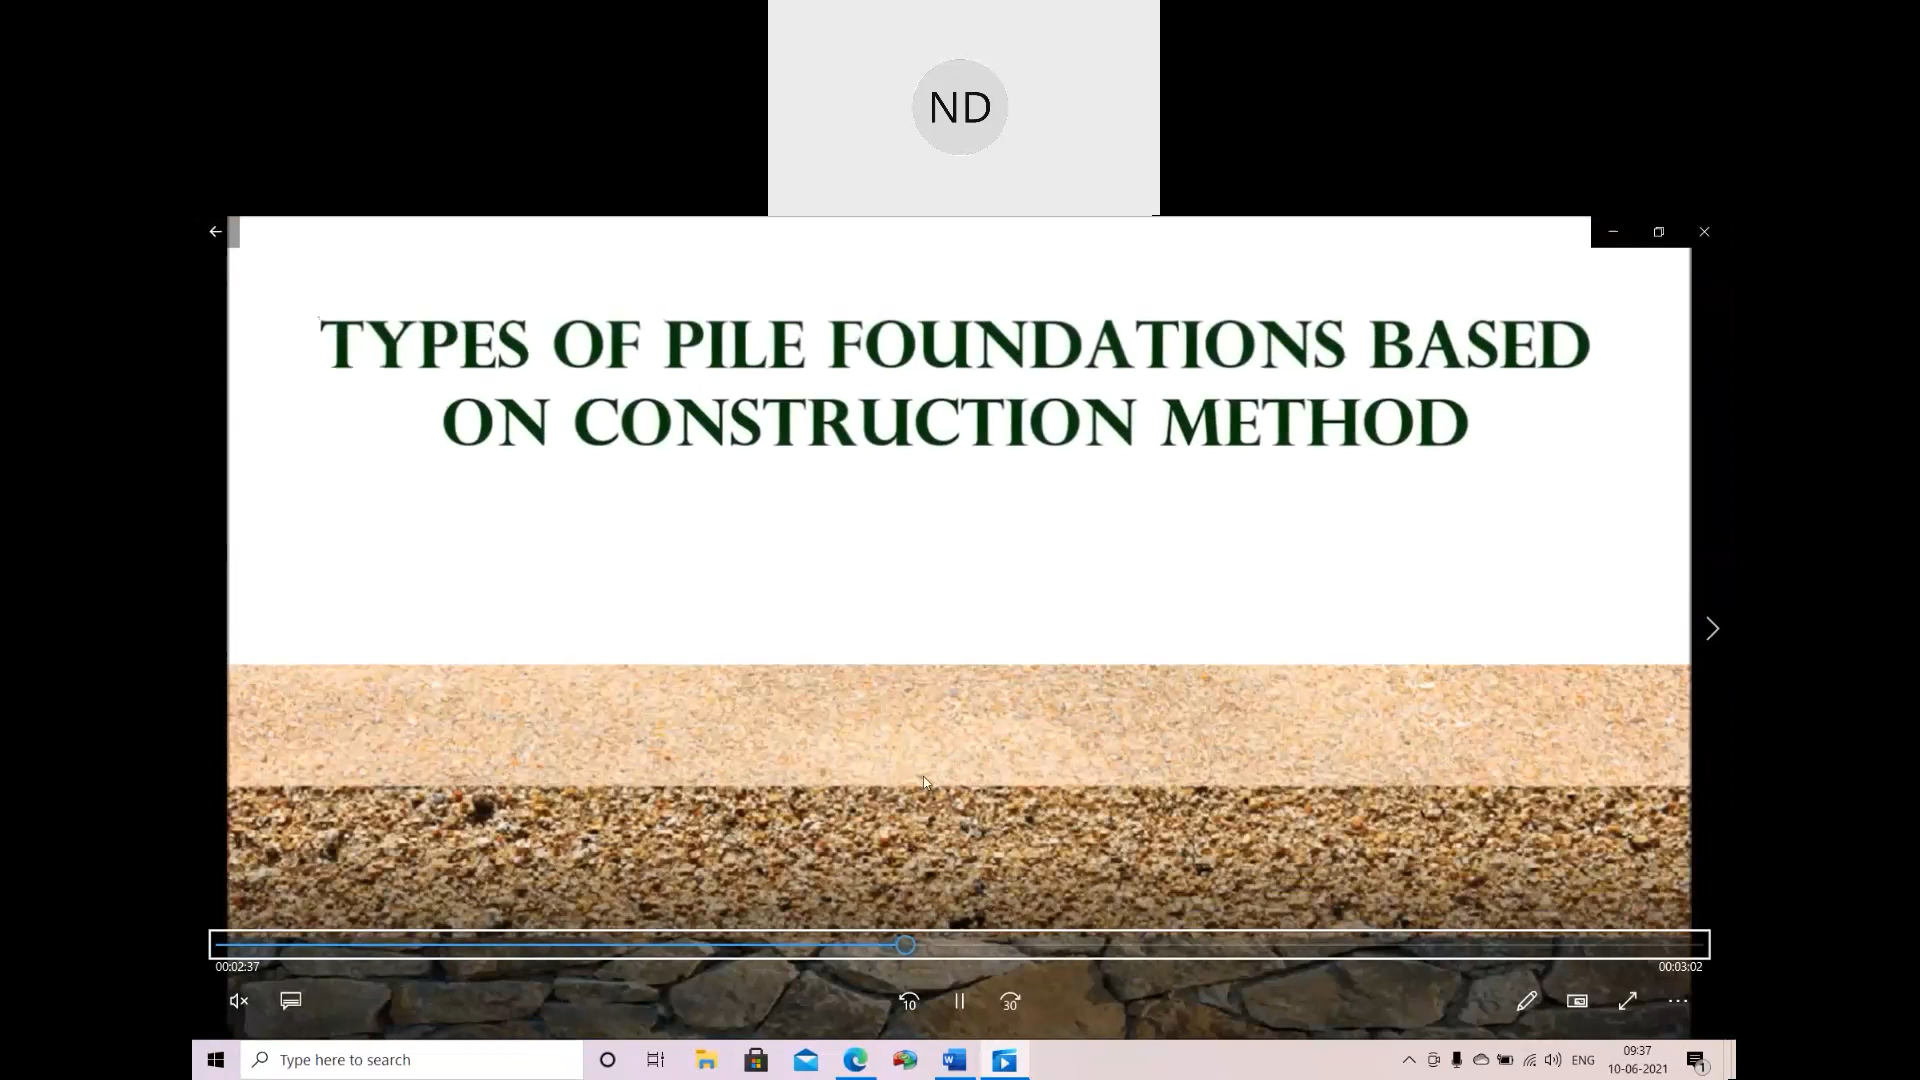 ND
TYPES OF PILE FOUNDATIONS BASED
ON CONSTRUCTION METHOD
00:02:37
00:03:02
10
30
Type here to search
ENG
09:37
10-06-2021
1